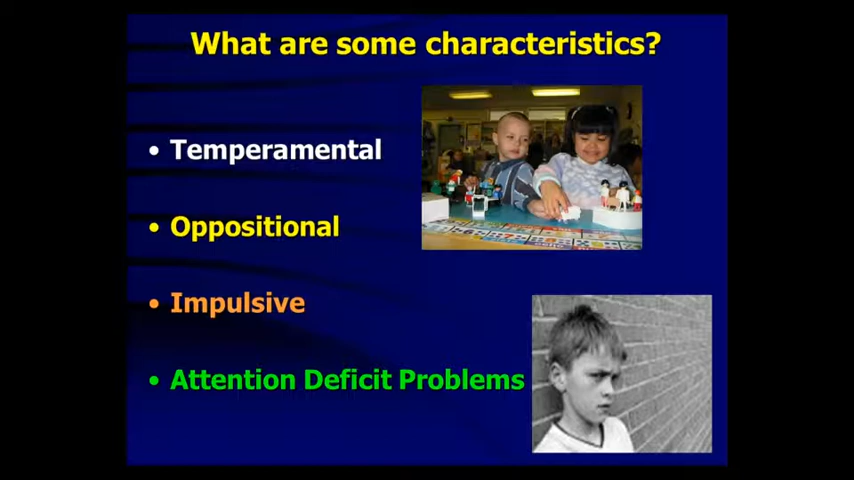 What are some characteristics?
• Temperamental
• Oppositional
• Impulsive
• Attention Deficit Problems